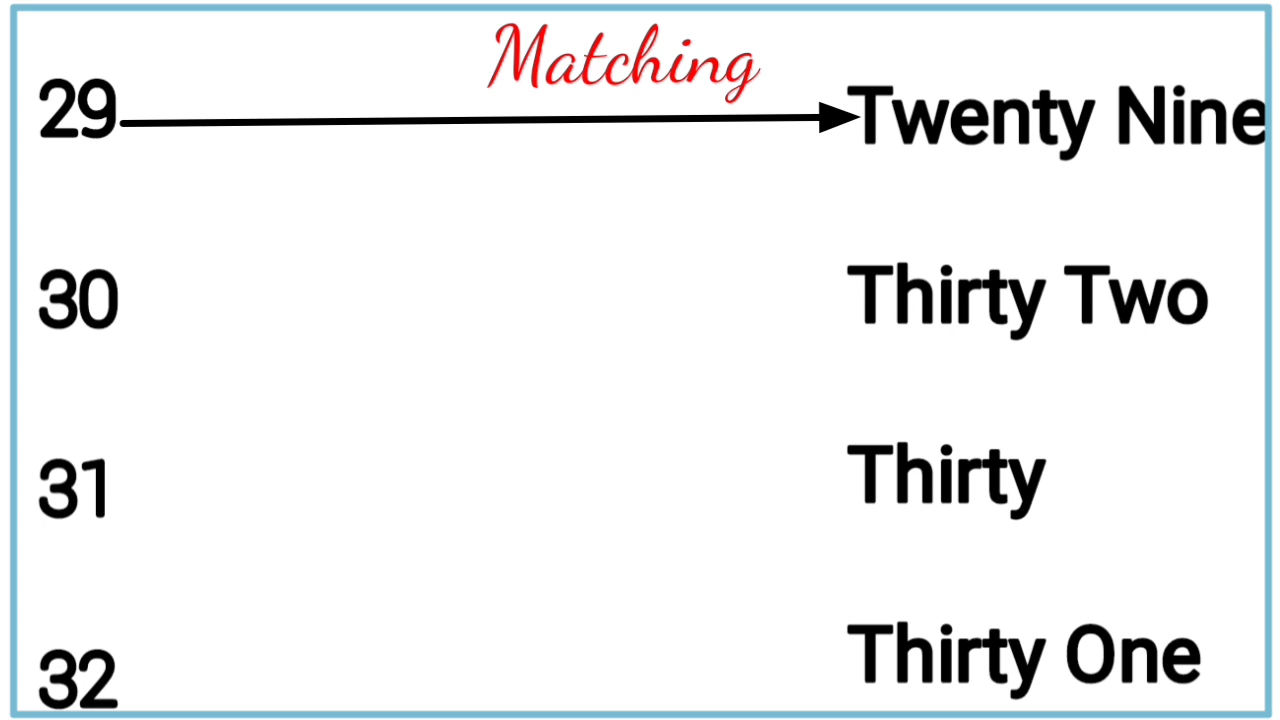 Matching
29 Twenty Nine
30 Thirty Two
31 Thirty
32 Thirty One